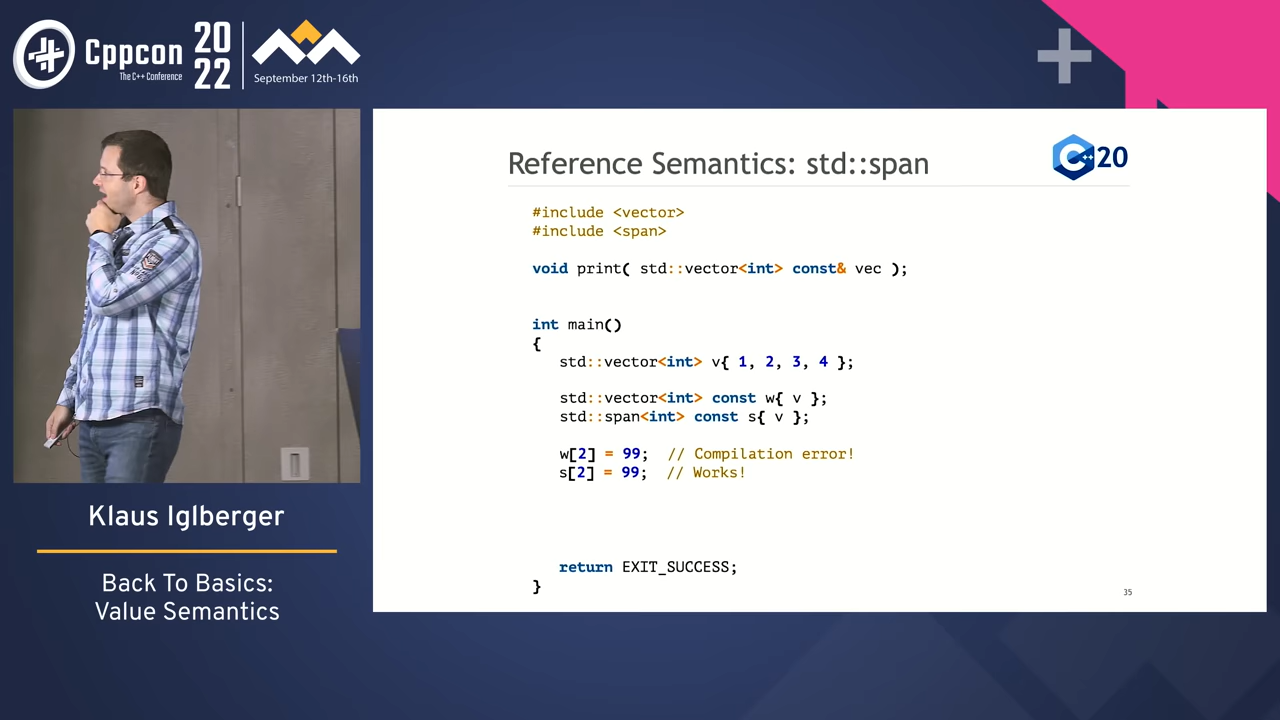 Cppcon
The C++ Conference
20
22
September 12th-16th
Reference Semantics: std::span
C++ 20
#include <vector>
#include <span>
void print( std::vector<int> const& vec );
int main()
{
std::vector<int> v{ 1, 2, 3, 4 };
std::vector<int> const w{ v };
std::span<int> const s{ v };
w[2] = 99; // Compilation error!
s[2] = 99; // Works!
return EXIT_SUCCESS;
}
35
Klaus Iglberger
Back To Basics:
Value Semantics